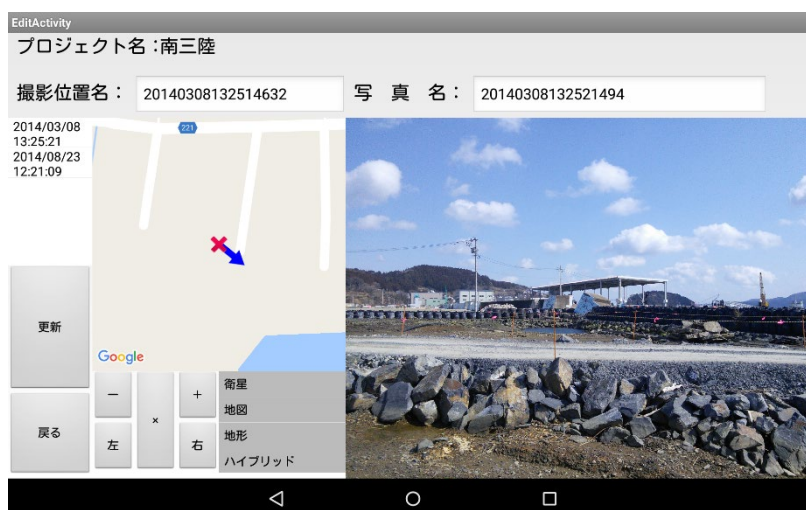 EditActivity
プロジェクト名：南三陸
撮影位置名： 20140308132514632 写 真 名： 20140308132521494
2014/03/08
13:25:21
2014/08/23
12:21:09
221
更新
Google
－ ＋ 衛星
× 地図
戻る 左 右 地形
ハイブリッド